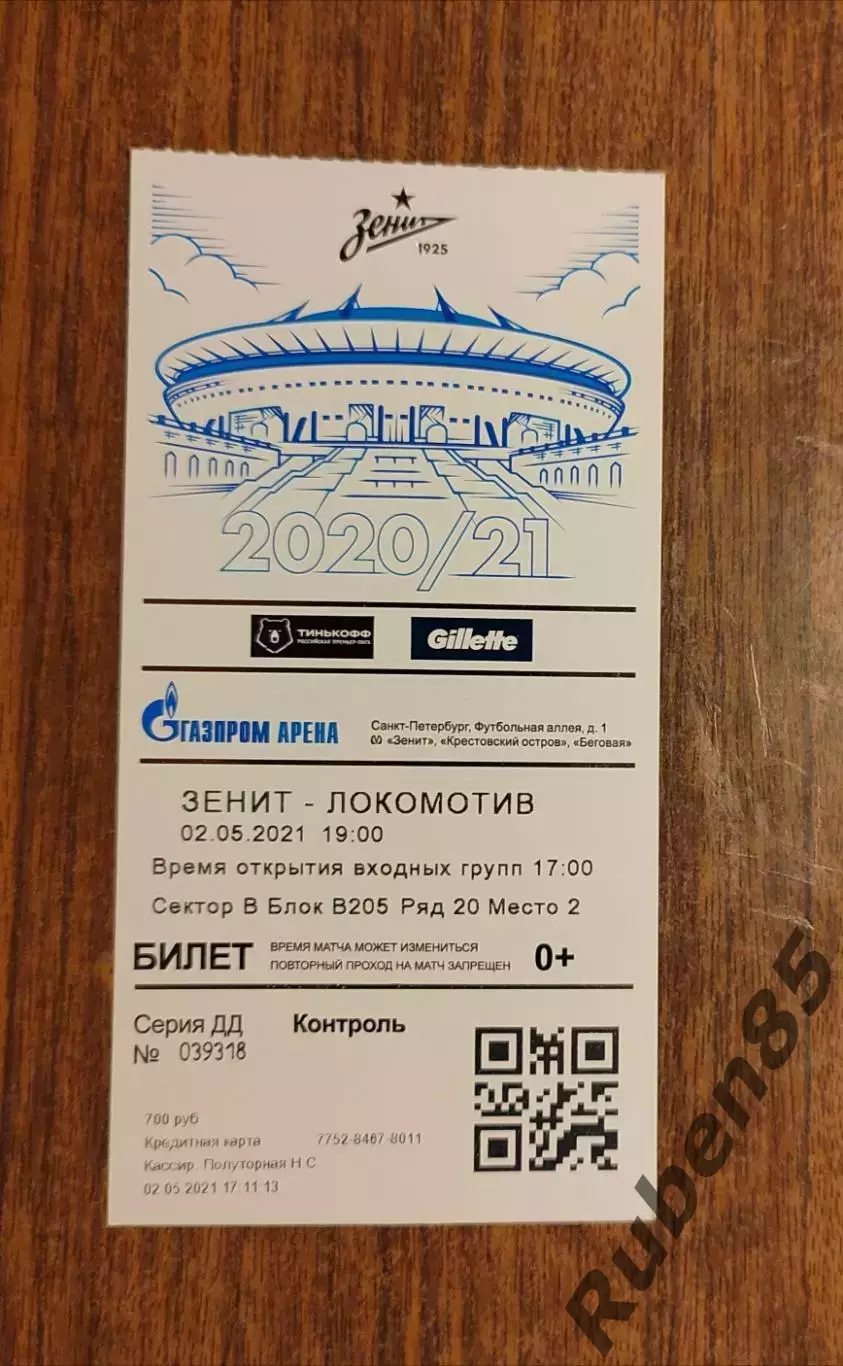 Зенит
1925
2020/21
ТИНЬКОФФ
РОССИЙСКАЯ ПРЕМЬЕР-ЛИГА
Gillette
ГАЗПРОМ АРЕНА
Санкт-Петербург, Футбольная аллея, д. 1
«Зенит», «Крестовский остров», «Беговая»
ЗЕНИТ - ЛОКОМОТИВ
02.05.2021 19:00
Время открытия входных групп 17:00
Сектор B Блок B205 Ряд 20 Место 2
БИЛЕТ
ВРЕМЯ МАТЧА МОЖЕТ ИЗМЕНИТЬСЯ
ПОВТОРНЫЙ ПРОХОД НА МАТЧ ЗАПРЕЩЕН
0+
Серия ДД Контроль
№ 039318
700 руб
Кредитная карта 7752-8467-8011
Кассир: Полуторная Н С
02.05.2021 17:11:13
Ruben85